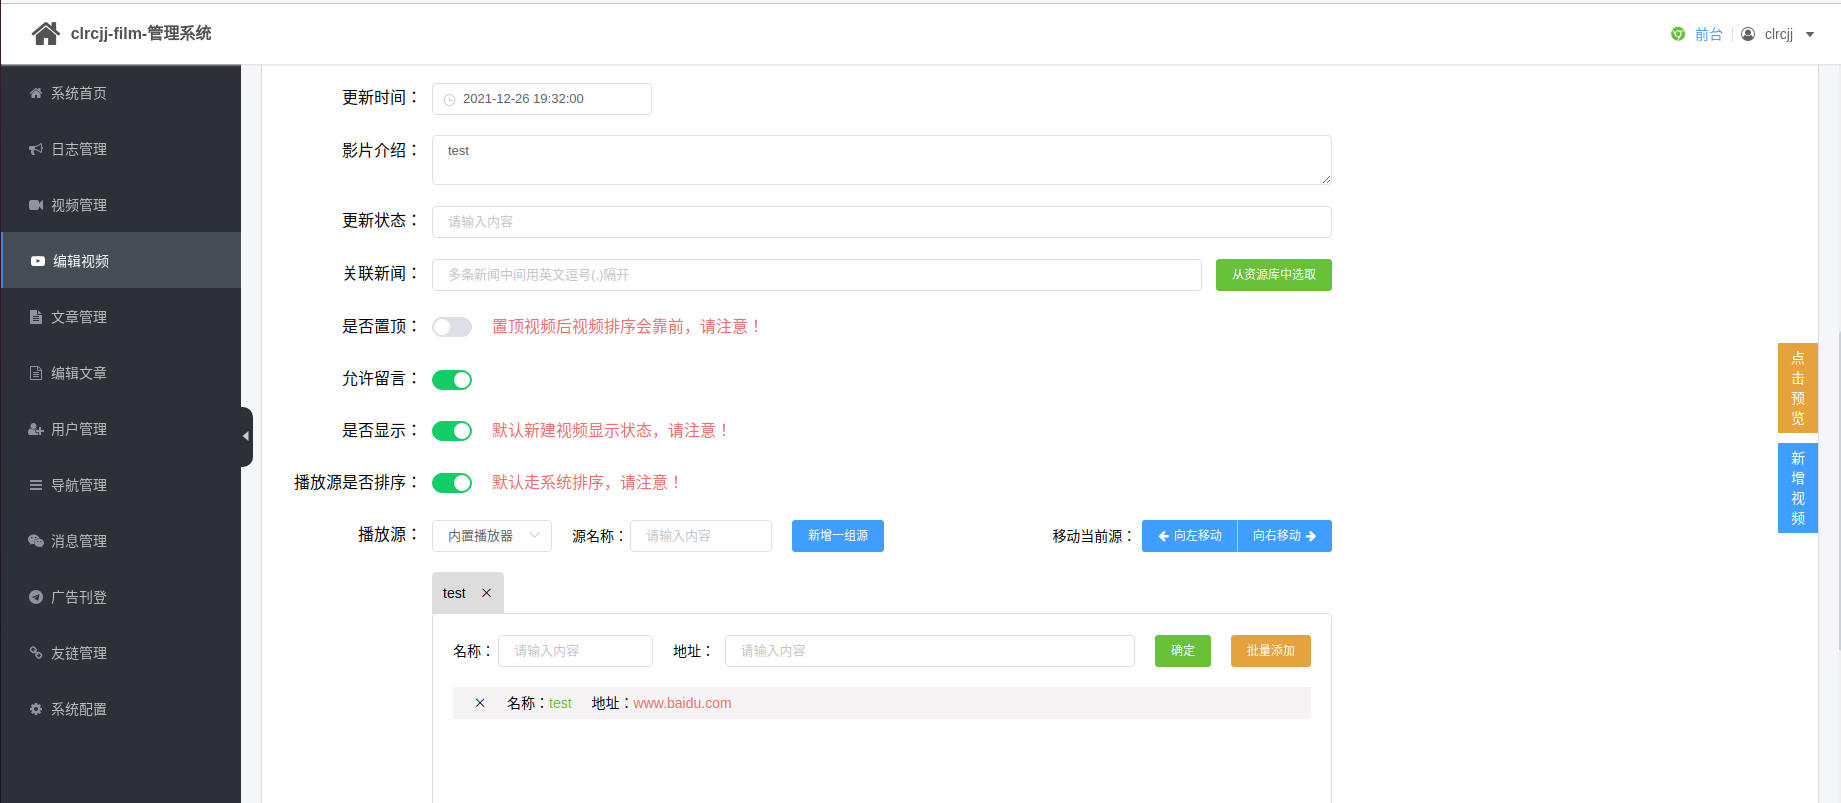 clrcjj-film-管理系统
前台
clrcjj
系统首页
日志管理
视频管理
编辑视频
文章管理
编辑文章
用户管理
导航管理
消息管理
广告刊登
友链管理
系统配置
更新时间： 2021-12-26 19:32:00
影片介绍： test
更新状态： 请输入内容
关联新闻： 多条新闻中间用英文逗号(,)隔开 从资源库中选取
是否置顶： 置顶视频后视频排序会靠前，请注意！
允许留言：
是否显示： 默认新建视频显示状态，请注意！
播放源是否排序： 默认走系统排序，请注意！
播放源： 内置播放器 源名称： 请输入内容 新增一组源 移动当前源： 向左移动 向右移动
test
名称： 请输入内容 地址： 请输入内容 确定 批量添加
名称：test 地址：www.baidu.com
点击预览
新增视频